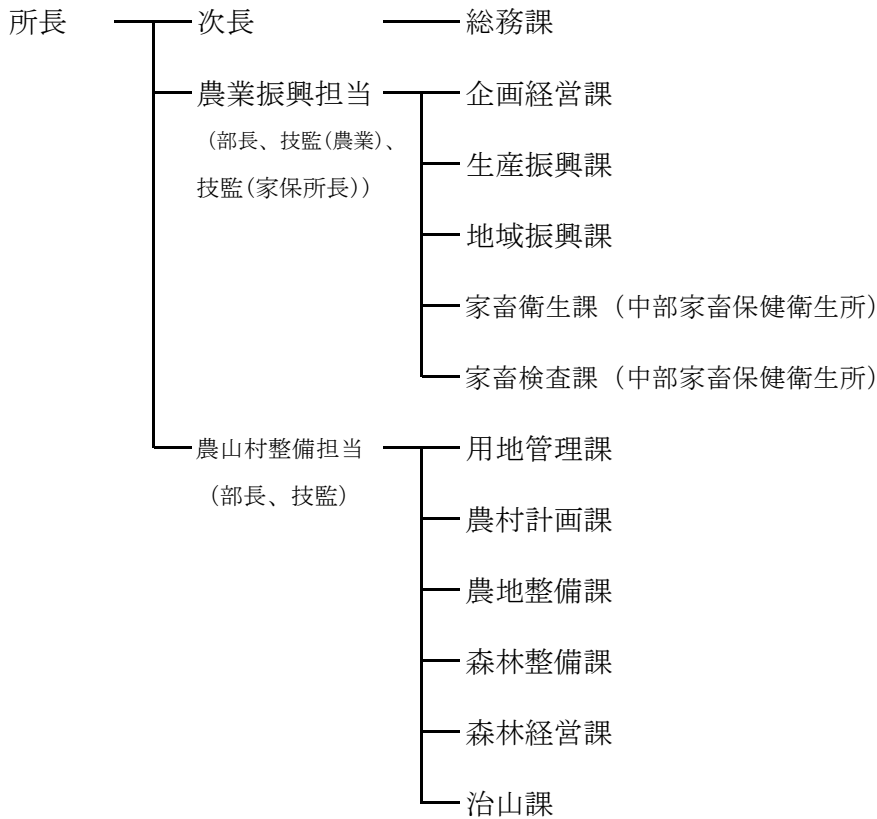 所長 次長 総務課
農業振興担当 企画経営課
(部長、技監(農業)、
生産振興課
技監(家保所長))
地域振興課
家畜衛生課(中部家畜保健衛生所)
家畜検査課(中部家畜保健衛生所)
農山村整備担当 用地管理課
(部長、技監)
農村計画課
農地整備課
森林整備課
森林経営課
治山課